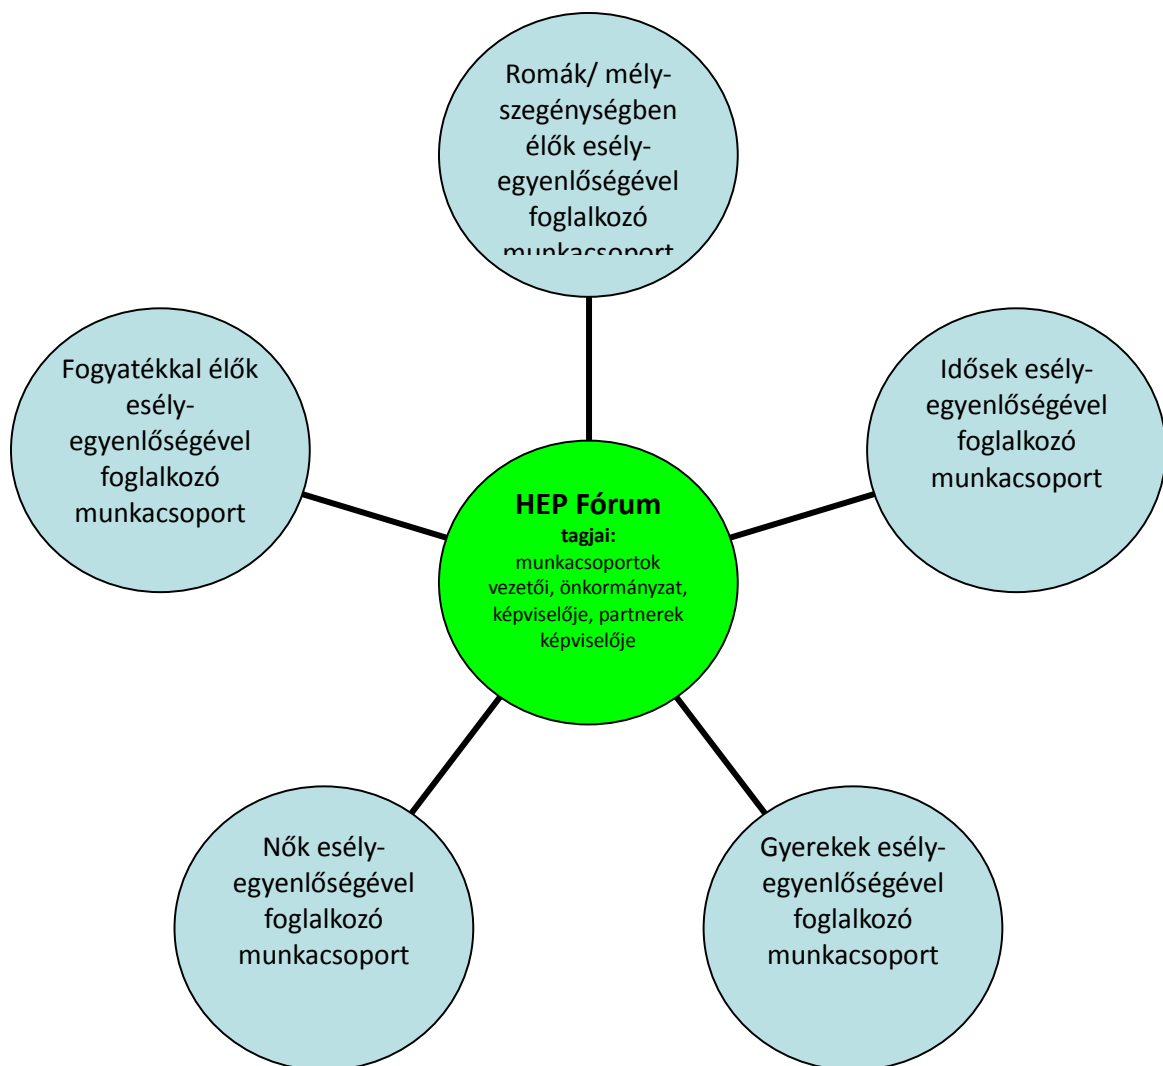 Romák/ mély-
szegénységben
élők esély-
egyenlőségével
foglalkozó
munkacsoport
Fogyatékkal élők
esély-
egyenlőségével
foglalkozó
munkacsoport
Idősek esély-
egyenlőségével
foglalkozó
munkacsoport
HEP Fórum
tagjai:
munkacsoportok
vezetői, önkormányzat,
képviselője, partnerek
képviselője
Nők esély-
egyenlőségével
foglalkozó
munkacsoport
Gyerekek esély-
egyenlőségével
foglalkozó
munkacsoport